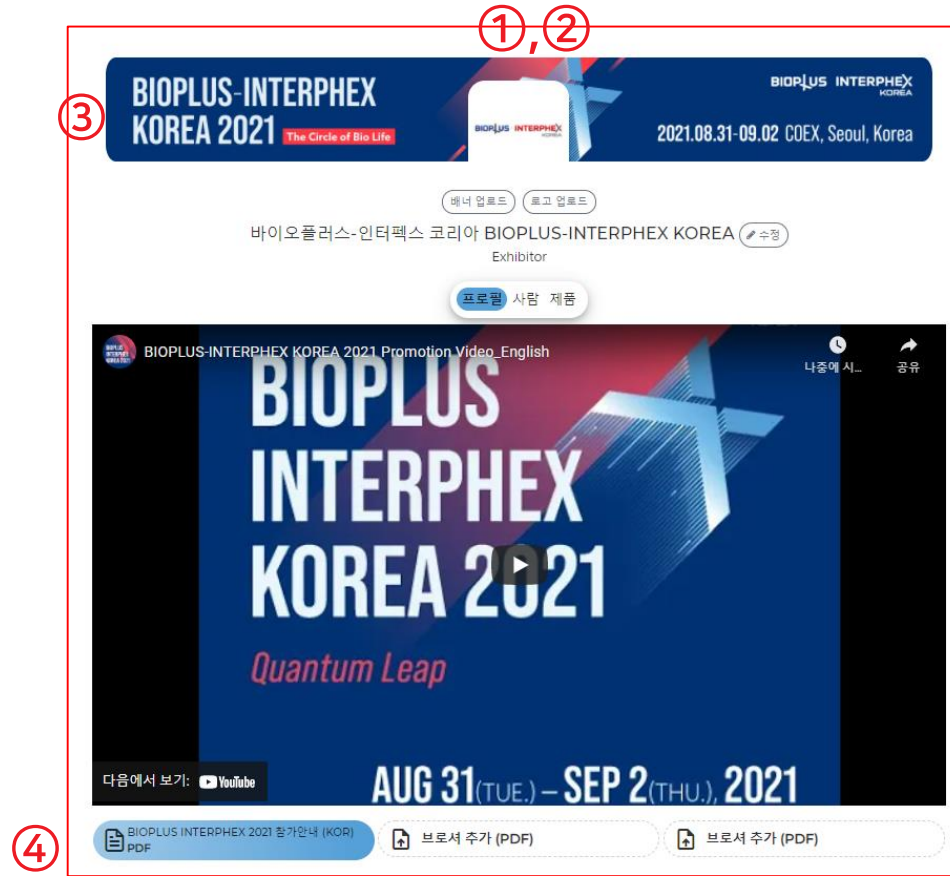 ①,②
③
BIOPLUS-INTERPHEX
KOREA 2021 The Circle of Bio Life
BIOPLUS INTERPHEX
KOREA
BIOPLUS INTERPHEX
KOREA
2021.08.31-09.02 COEX, Seoul, Korea
배너 업로드 로고 업로드
바이오플러스-인터펙스 코리아 BIOPLUS-INTERPHEX KOREA 수정
Exhibitor
프로필 사람 제품
BIOPLUS-INTERPHEX KOREA 2021 Promotion Video_English
나중에 시... 공유
BIOPLUS
INTERPHEX
KOREA 2021
Quantum Leap
다음에서 보기: YouTube
AUG 31(TUE.) – SEP 2(THU.), 2021
④
BIOPLUS INTERPHEX 2021 참가안내 (KOR)
PDF
브로셔 추가 (PDF)
브로셔 추가 (PDF)